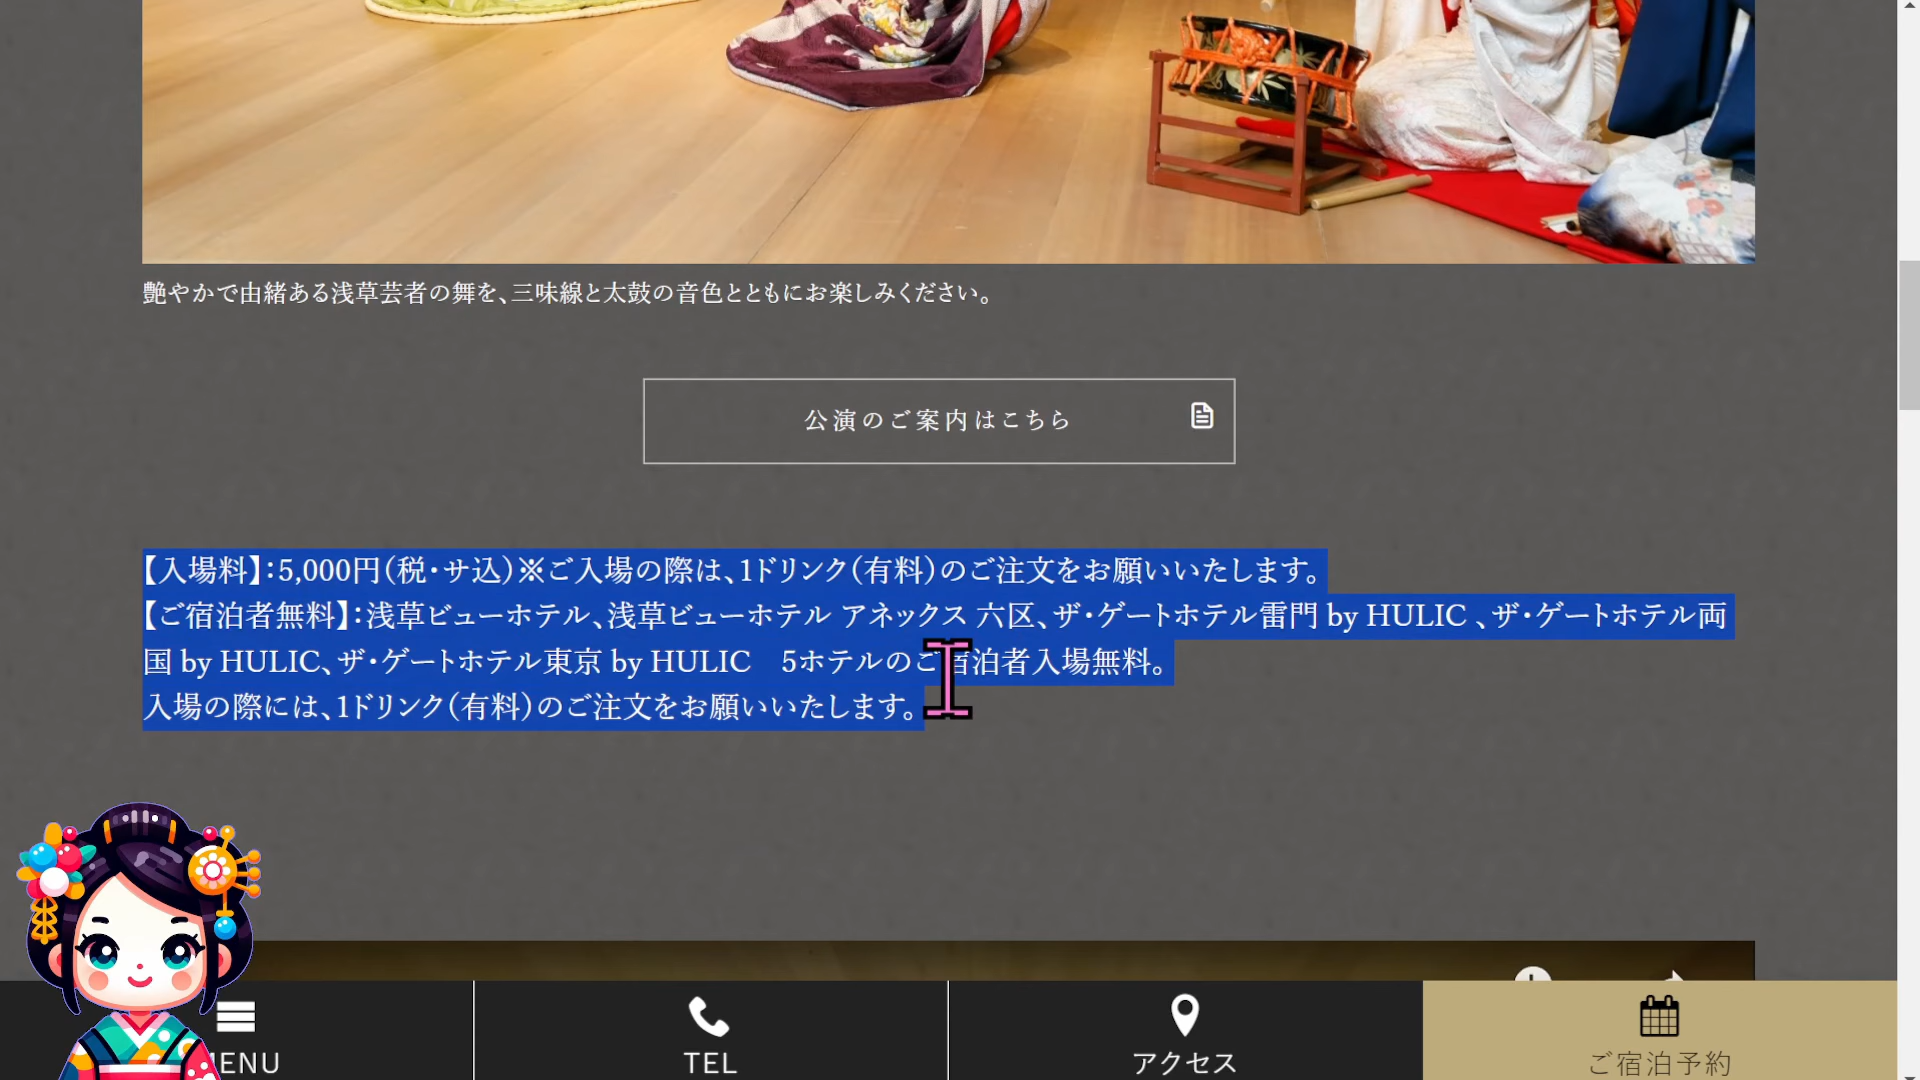 艶やかで由緒ある浅草芸者の舞を、三味線と太鼓の音色とともにお楽しみください。
公演のご案内はこちら
【入場料】：5,000円（税・サ込）※ご入場の際は、1ドリンク（有料）のご注文をお願いいたします。
【ご宿泊者無料】：浅草ビューホテル、浅草ビューホテル アネックス 六区、ザ・ゲートホテル雷門 by HULIC 、ザ・ゲートホテル両
国 by HULIC、ザ・ゲートホテル東京 by HULIC　5ホテルのご宿泊者入場無料。
入場の際には、1ドリンク（有料）のご注文をお願いいたします。
MENU
TEL
アクセス
ご宿泊予約